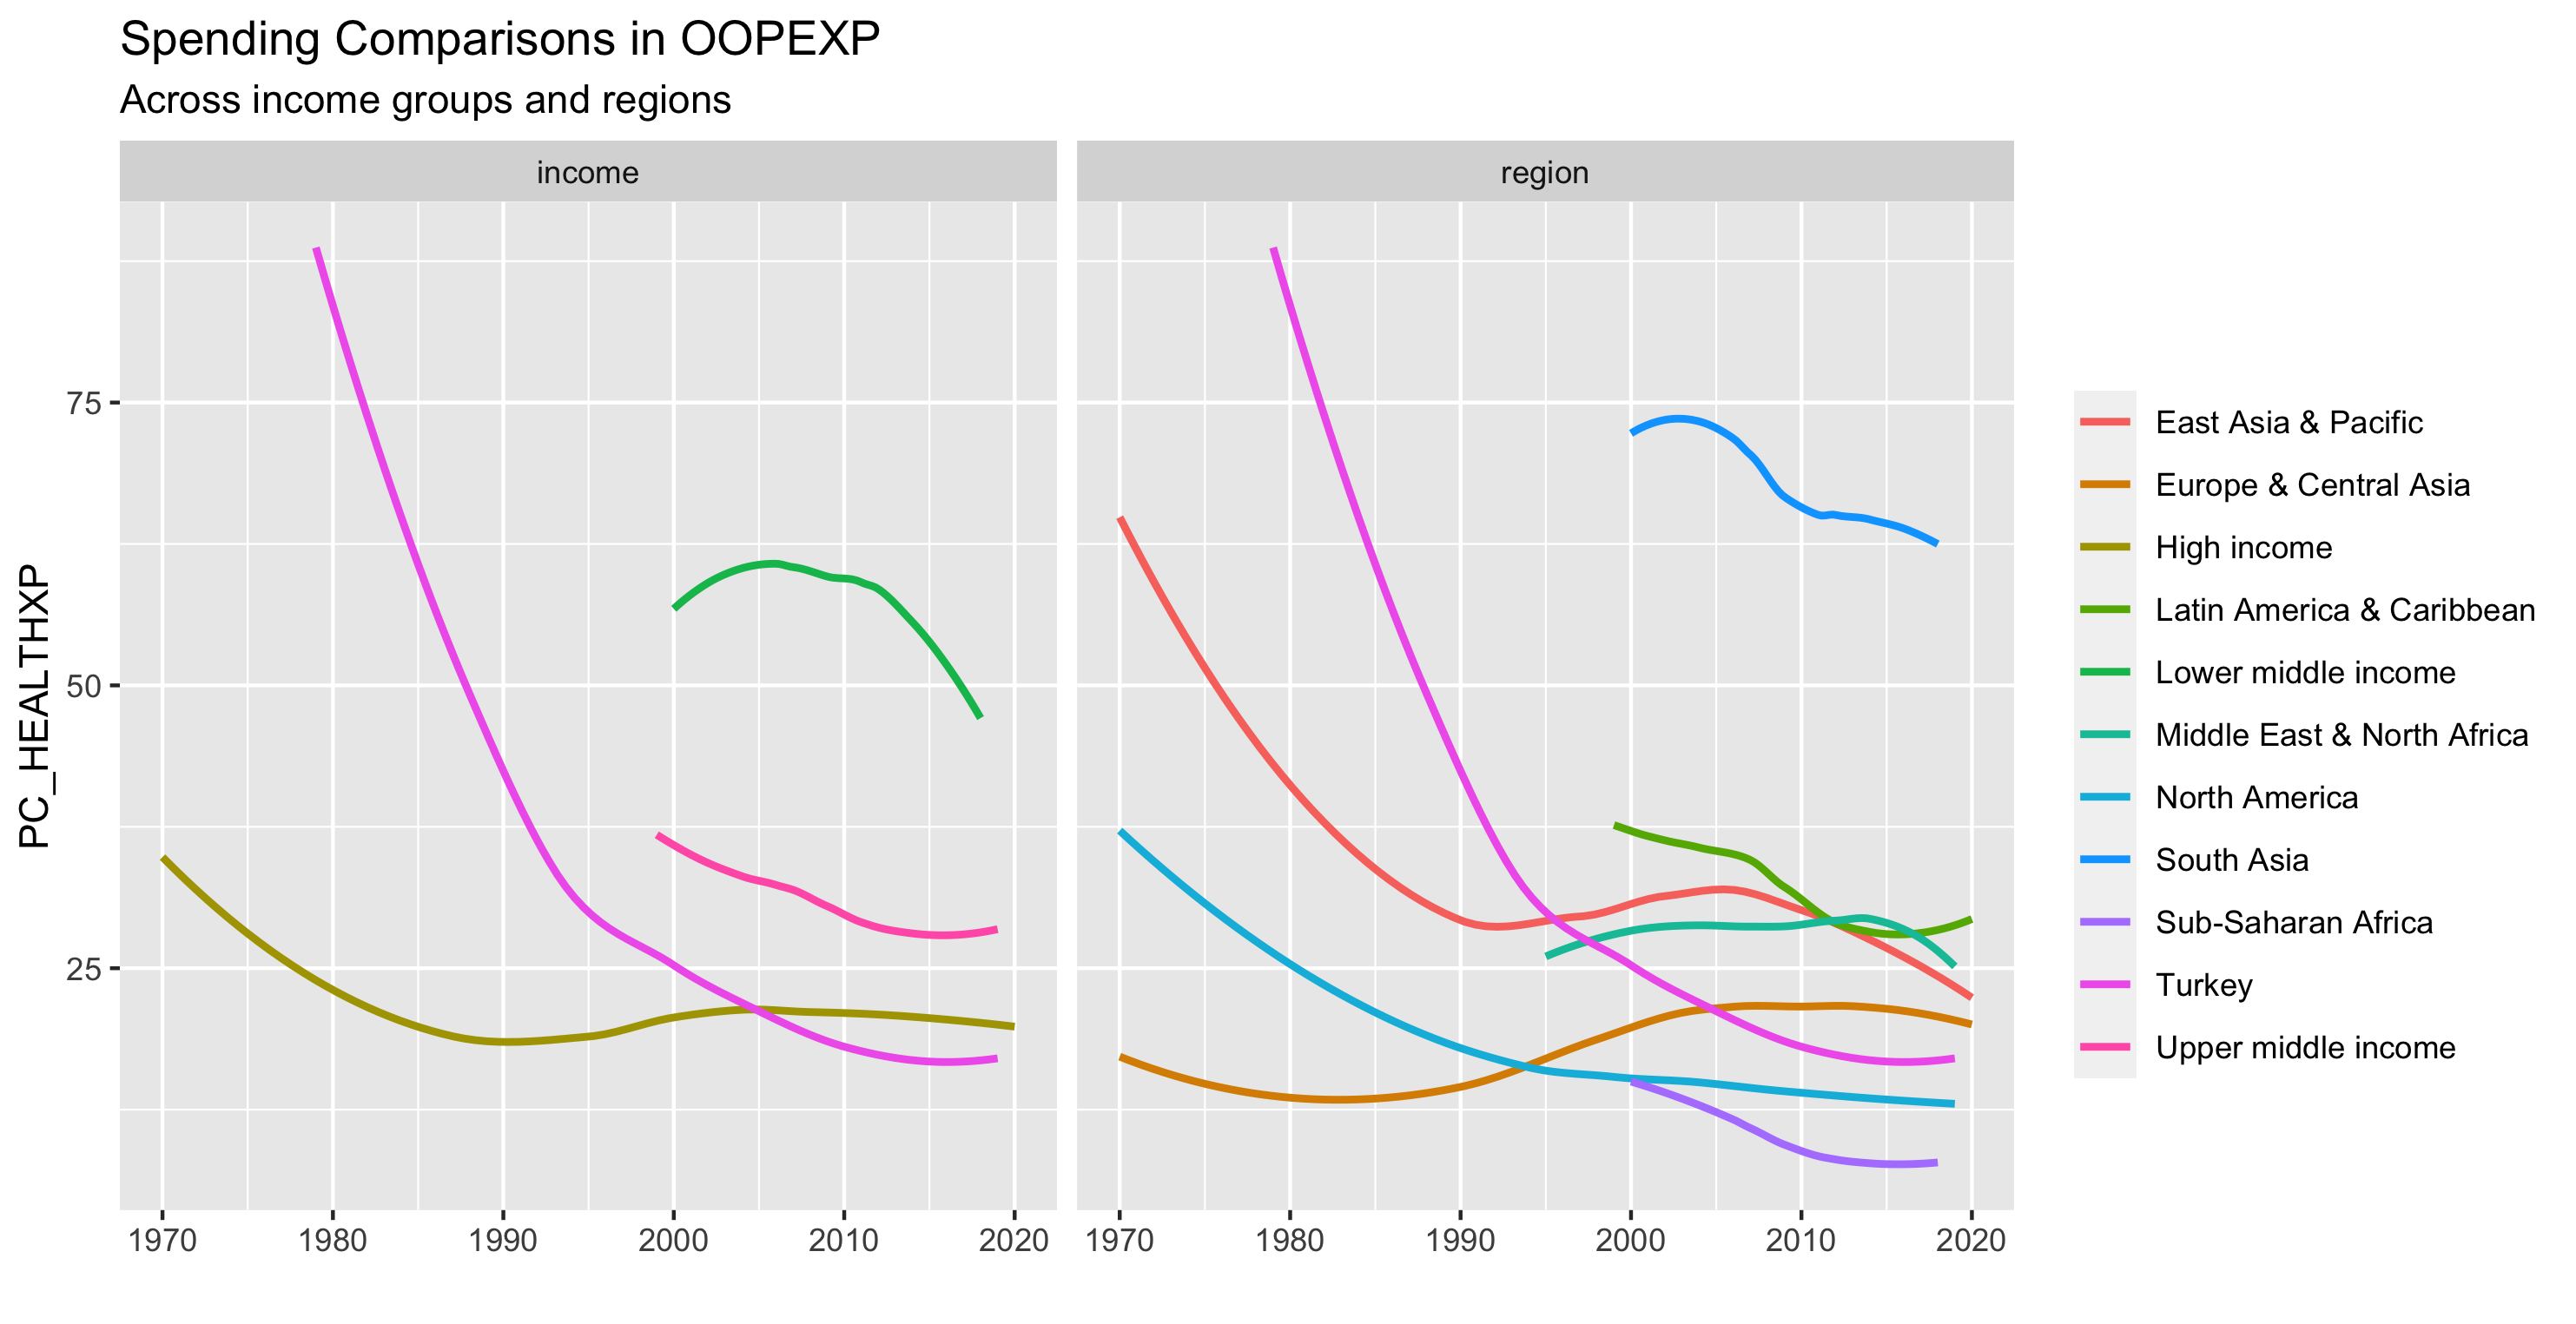 Spending Comparisons in OOPEXP
Across income groups and regions
income
region
PC_HEALTHXP
75
50
25
1970 1980 1990 2000 2010 2020
1970 1980 1990 2000 2010 2020
East Asia & Pacific
Europe & Central Asia
High income
Latin America & Caribbean
Lower middle income
Middle East & North Africa
North America
South Asia
Sub-Saharan Africa
Turkey
Upper middle income